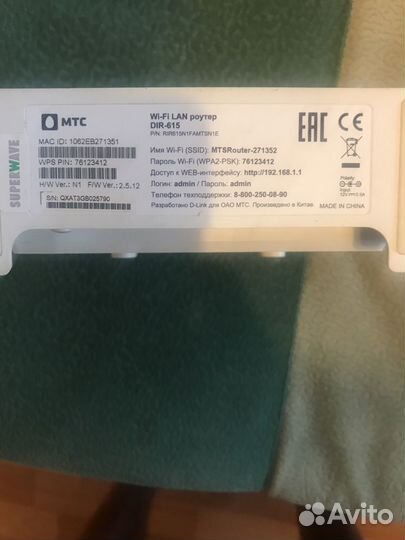 SUPERWAVE
МТС
MAC ID: 1062EB271351
WPS PIN: 76123412
H/W Ver.: N1 F/W Ver.: 2.5.12
S/N: QXAT3GB025790
Wi-Fi LAN роутер
DIR-615
P/N: RIR615N1FAMTSN1E
Имя Wi-Fi (SSID): MTSRouter-271352
Пароль Wi-Fi (WPA2-PSK): 76123412
Доступ к WEB-интерфейсу: http://192.168.1.1
Логин: admin / Пароль: admin
Телефон техподдержки: 8-800-250-08-90
Разработано D-Link для ОАО МТС. Произведено в Китае.
EAC
CE
Polarity:
Input:
MADE IN CHINA
Avito